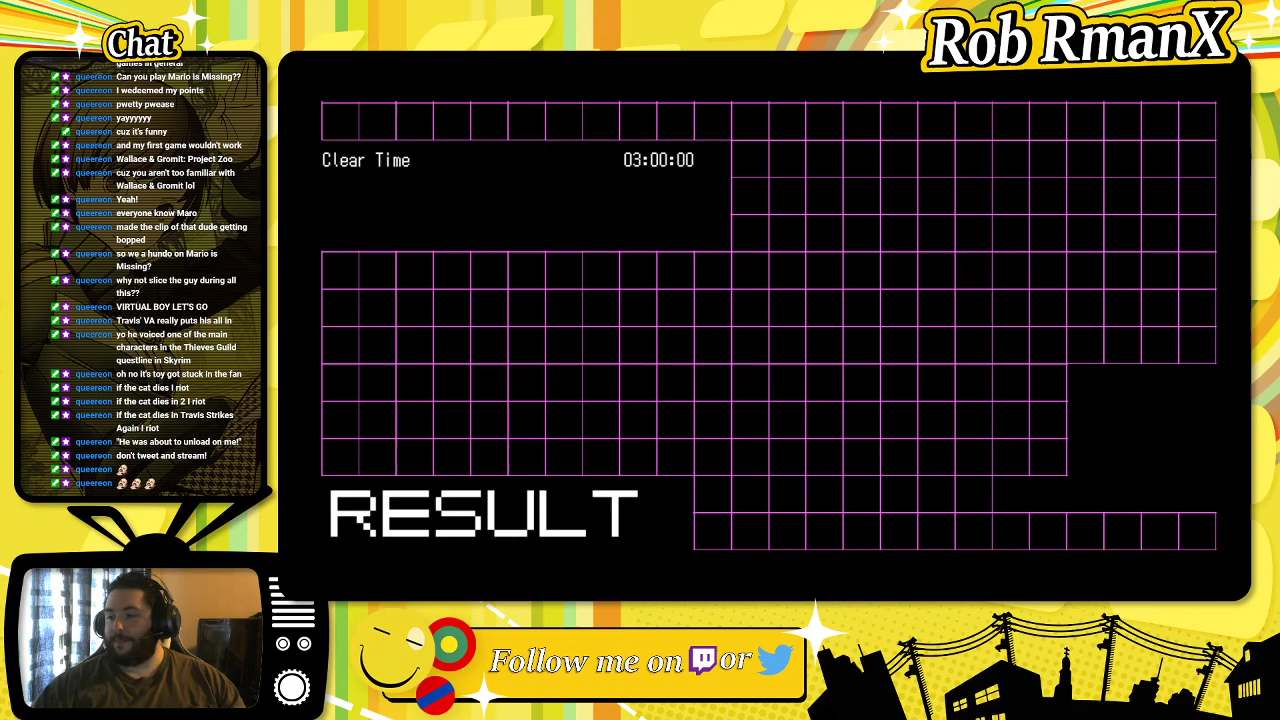 Chat
Rob RmanX
games in general
queereon Can you play Mario is Missing??
queereon I wedeemed my points
queereon pwetty pwease
queereon yayyyyyy
queereon cuz it's funny
queereon and my first game wouldn't work
queereon Wallace & Gromit: Project Zoo
queereon cuz you aren't too familiar with
Wallace & Gromit lol
queereon Yeah!
queereon everyone know Maro
queereon made the clip of that dude getting
bopped
queereon so we a hundo on Mario is
Missing?
queereon why not slice the guy during all
this??
queereon VIRTUAL BOY LET'S GO
queereon Travis' VA really puts his all in
queereon yo he voiced one of the main
characters in the Thieves Guild
questline in Skyrim
queereon oh no it's toy got stuck in the fan
queereon if the cat dies I riot
queereon if the cat dies in 2 I riot
queereon If the cat dies in Travis Strikes
Again I riot
queereon "He was about to unload on me!"
queereon don't tweet and stream!
queereon
queereon
Clear Time 03:00:00
RESULT
Follow me on or